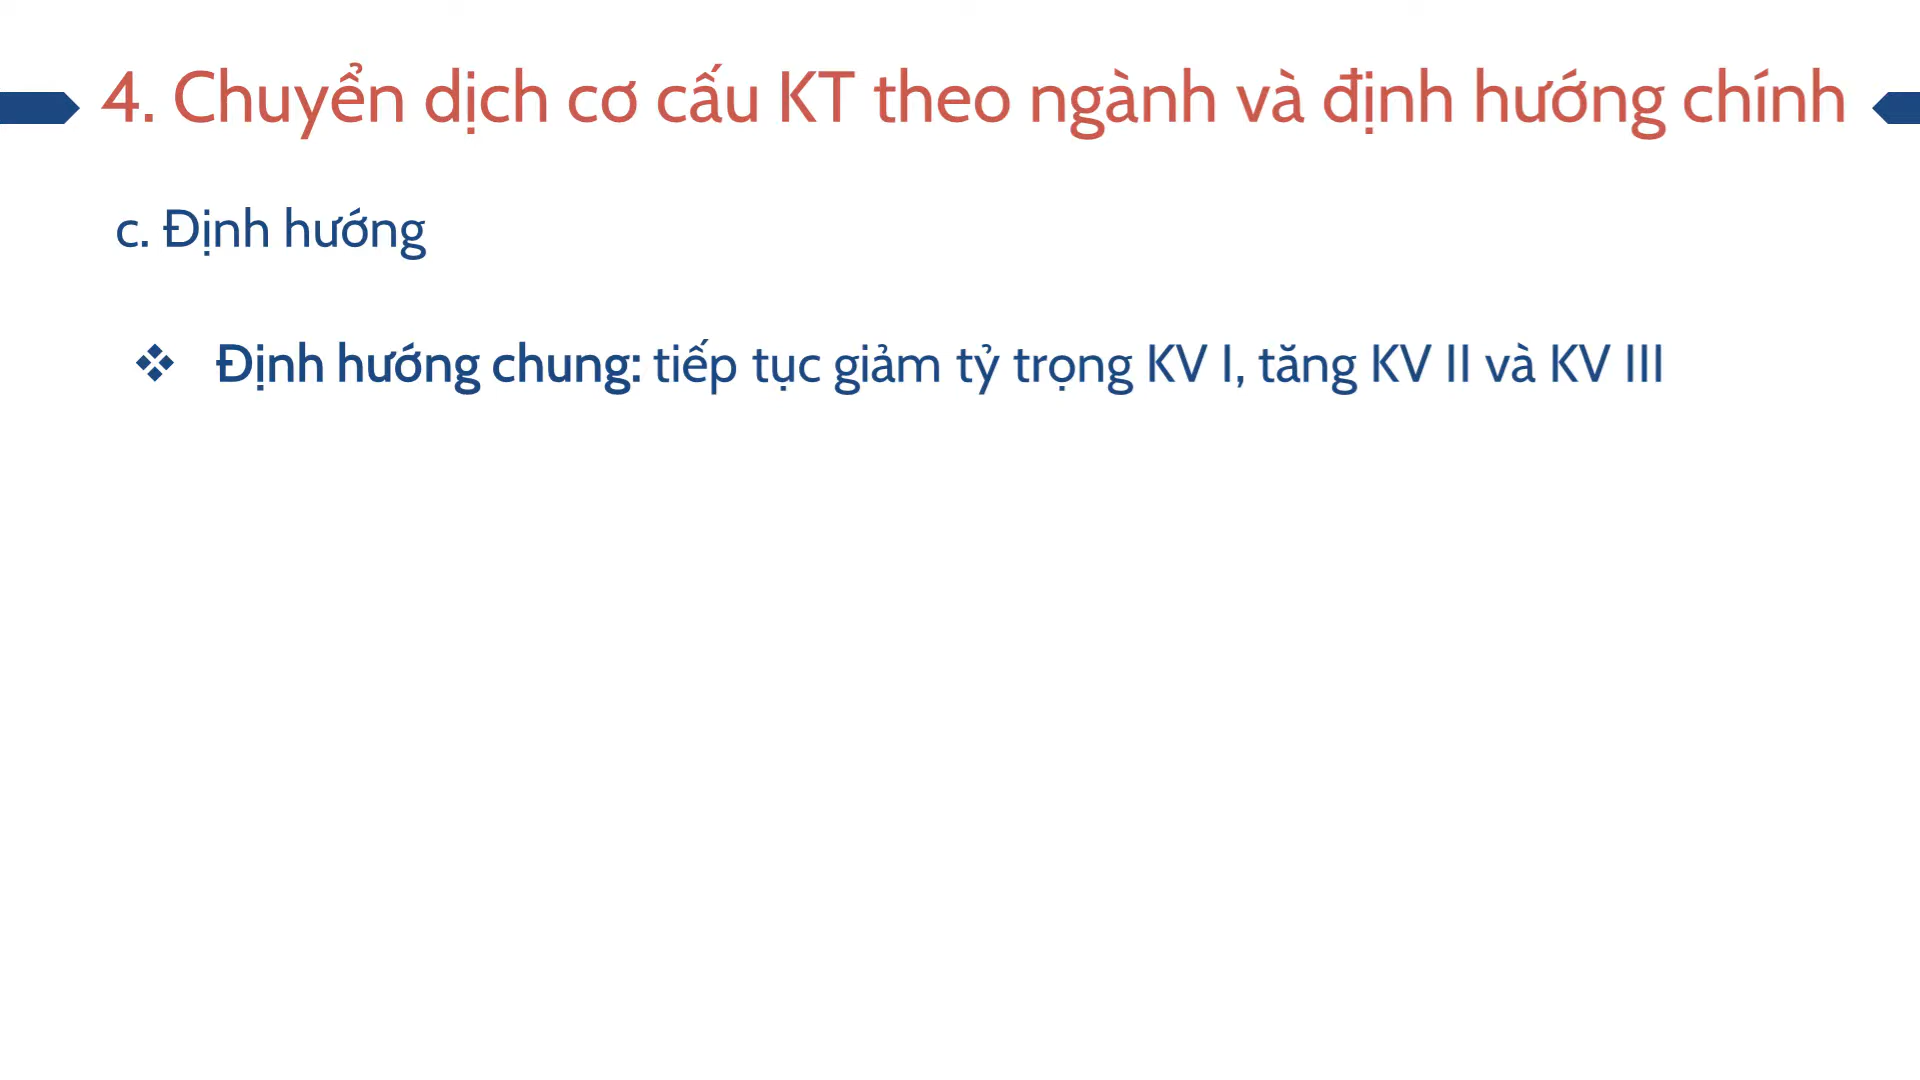 4. Chuyển dịch cơ cấu KT theo ngành và định hướng chính
c. Định hướng
❖ Định hướng chung: tiếp tục giảm tỷ trọng KV I, tăng KV II và KV III